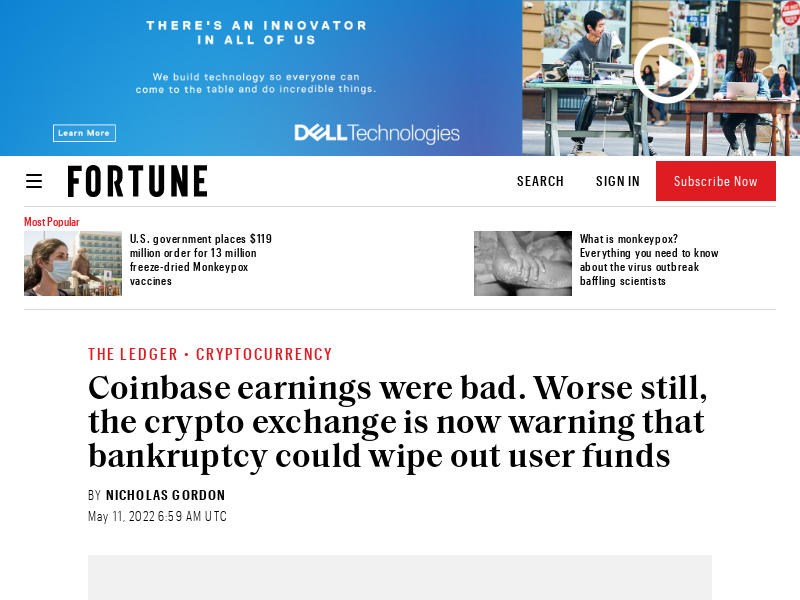 THERE'S AN INNOVATOR
IN ALL OF US
We build technology so everyone can
come to the table and do incredible things.
Learn More
DELLTechnologies
FORTUNE
SEARCH
SIGN IN
Subscribe Now
Most Popular
U.S. government places $119
million order for 13 million
freeze-dried Monkeypox
vaccines
What is monkeypox?
Everything you need to know
about the virus outbreak
baffling scientists
THE LEDGER • CRYPTOCURRENCY
Coinbase earnings were bad. Worse still,
the crypto exchange is now warning that
bankruptcy could wipe out user funds
BY NICHOLAS GORDON
May 11, 2022 6:59 AM UTC